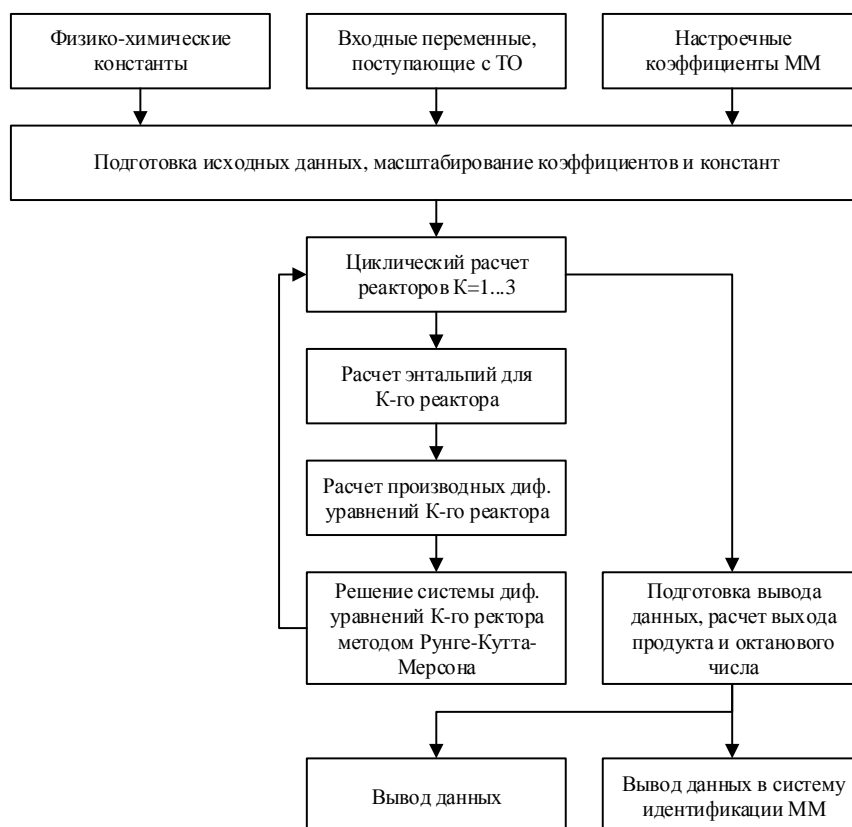 Физико-химические
константы
Входные переменные,
поступающие с ТО
Настроечные
коэффициенты ММ
Подготовка исходных данных, масштабирование коэффициентов и констант
Циклический расчет
реакторов К=1...3
Расчет энтальпий для
К-го реактора
Расчет производных диф.
уравнений К-го реактора
Решение системы диф.
уравнений К-го ректора
методом Рунге-Кутта-
Мерсона
Подготовка вывода
данных, расчет выхода
продукта и октанового
числа
Вывод данных
Вывод данных в систему
идентификации ММ